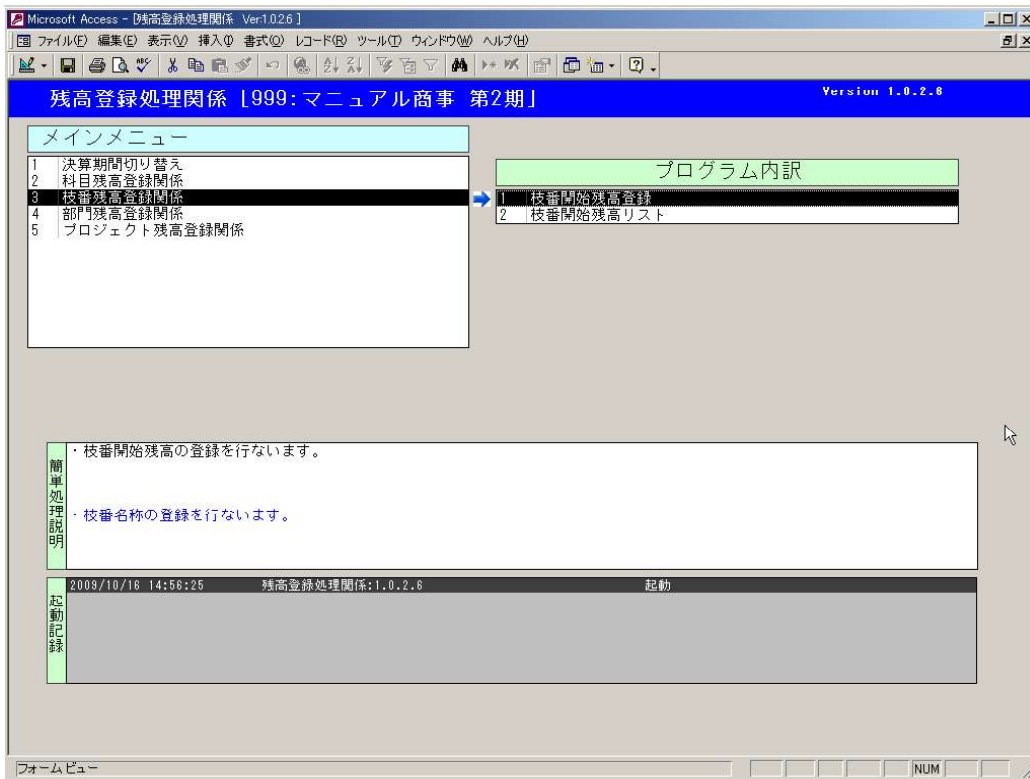 Microsoft Access - [残高登録処理関係 Ver:1.0.2.6 ]
ファイル(F) 編集(E) 表示(V) 挿入(I) 書式(O) レコード(R) ツール(T) ウィンドウ(W) ヘルプ(H)
残高登録処理関係 [999:マニュアル商事 第2期]
Version 1.0.2.6
メインメニュー
1 決算期間切り替え
2 科目残高登録関係
3 枝番残高登録関係
4 部門残高登録関係
5 プロジェクト残高登録関係
プログラム内訳
1 枝番開始残高登録
2 枝番開始残高リスト
簡単処理説明
・枝番開始残高の登録を行ないます。
・枝番名称の登録を行ないます。
起動記録
2009/10/16 14:56:25 残高登録処理関係:1.0.2.6 起動
フォーム ビュー
NUM